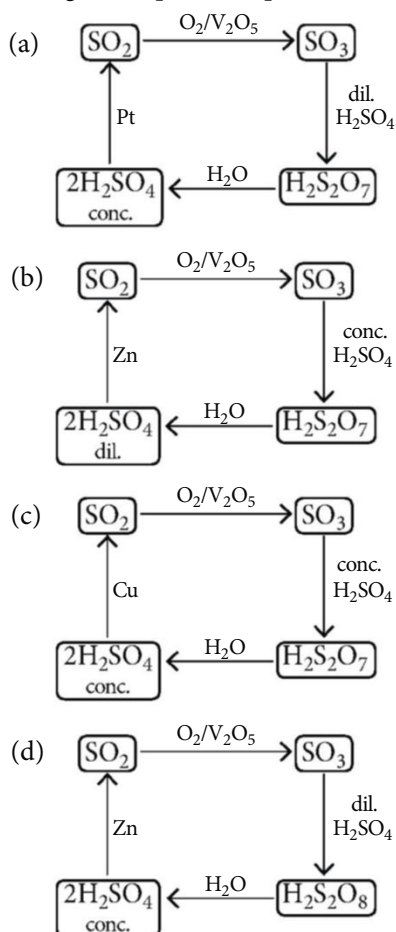 (a) SO₂ O₂/V₂O₅ SO₃
Pt dil. H₂SO₄
2H₂SO₄ conc. H₂O H₂S₂O₇
(b) SO₂ O₂/V₂O₅ SO₃
Zn conc. H₂SO₄
2H₂SO₄ dil. H₂O H₂S₂O₇
(c) SO₂ O₂/V₂O₅ SO₃
Cu conc. H₂SO₄
2H₂SO₄ conc. H₂O H₂S₂O₇
(d) SO₂ O₂/V₂O₅ SO₃
Zn dil. H₂SO₄
2H₂SO₄ conc. H₂O H₂S₂O₈